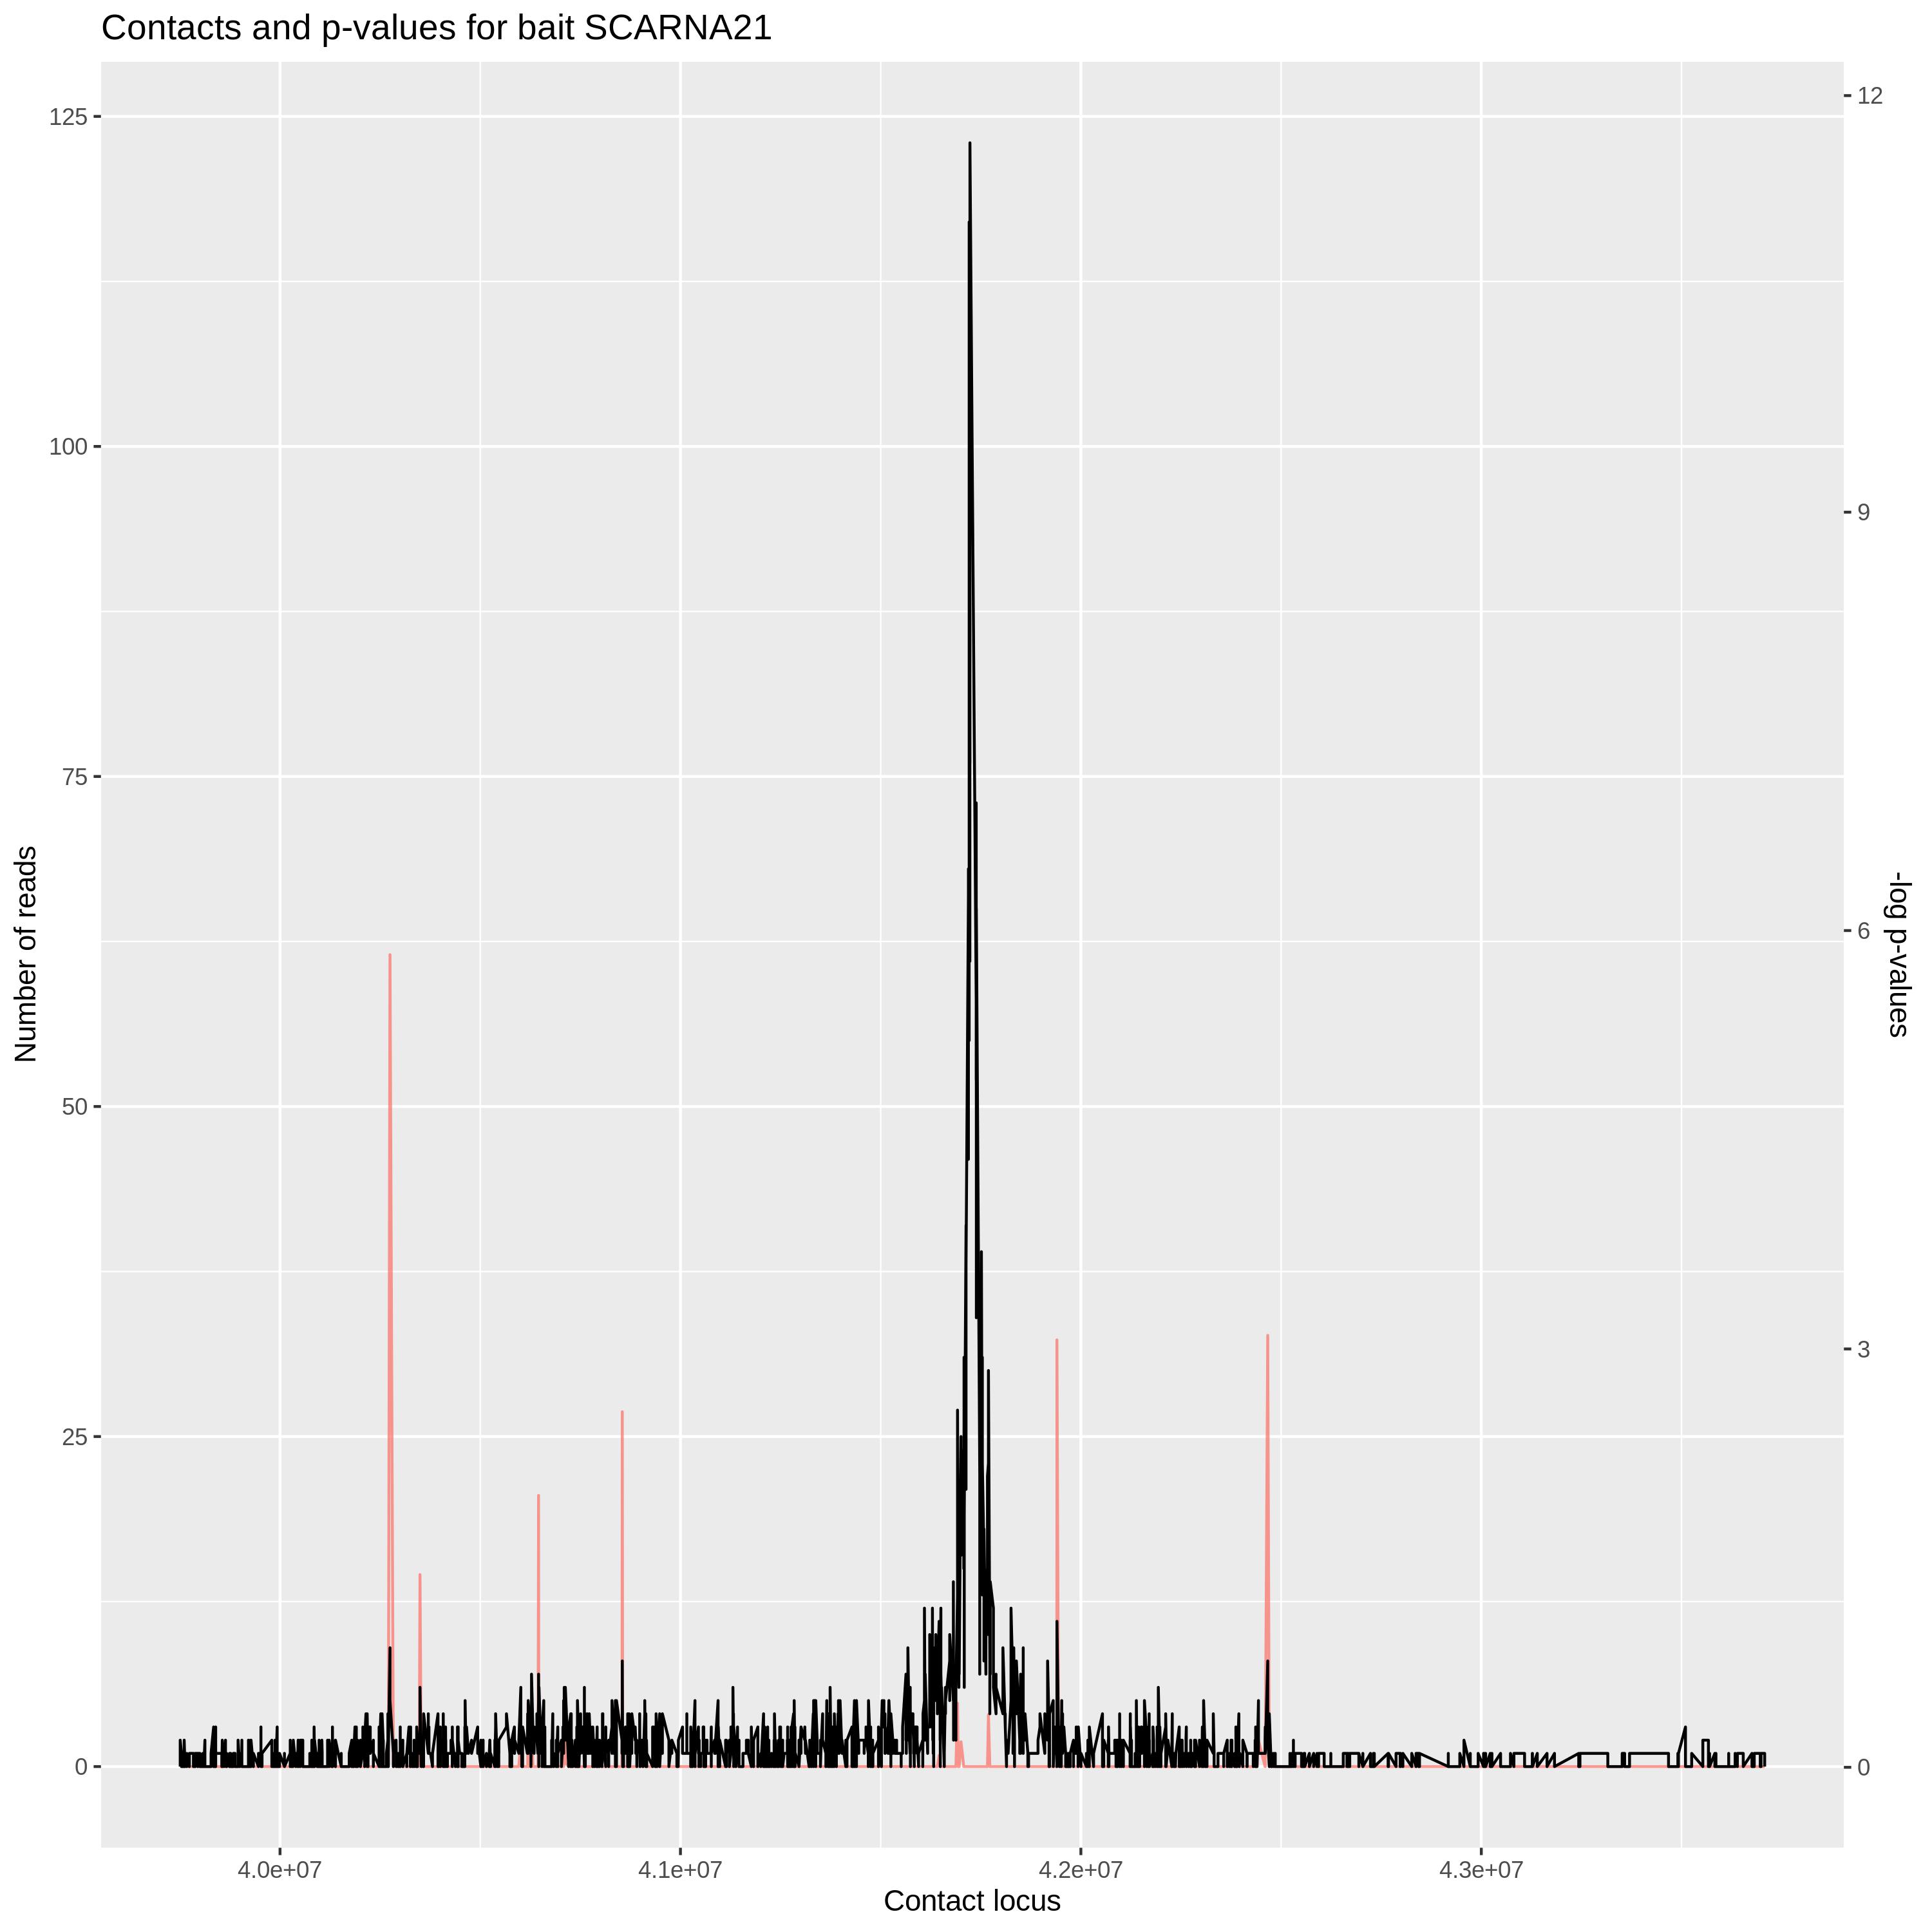 Contacts and p-values for bait SCARNA21
125
100
75
50
25
0
Number of reads
12
9
6
3
0
-log p-values
4.0e+07
4.1e+07
4.2e+07
4.3e+07
Contact locus